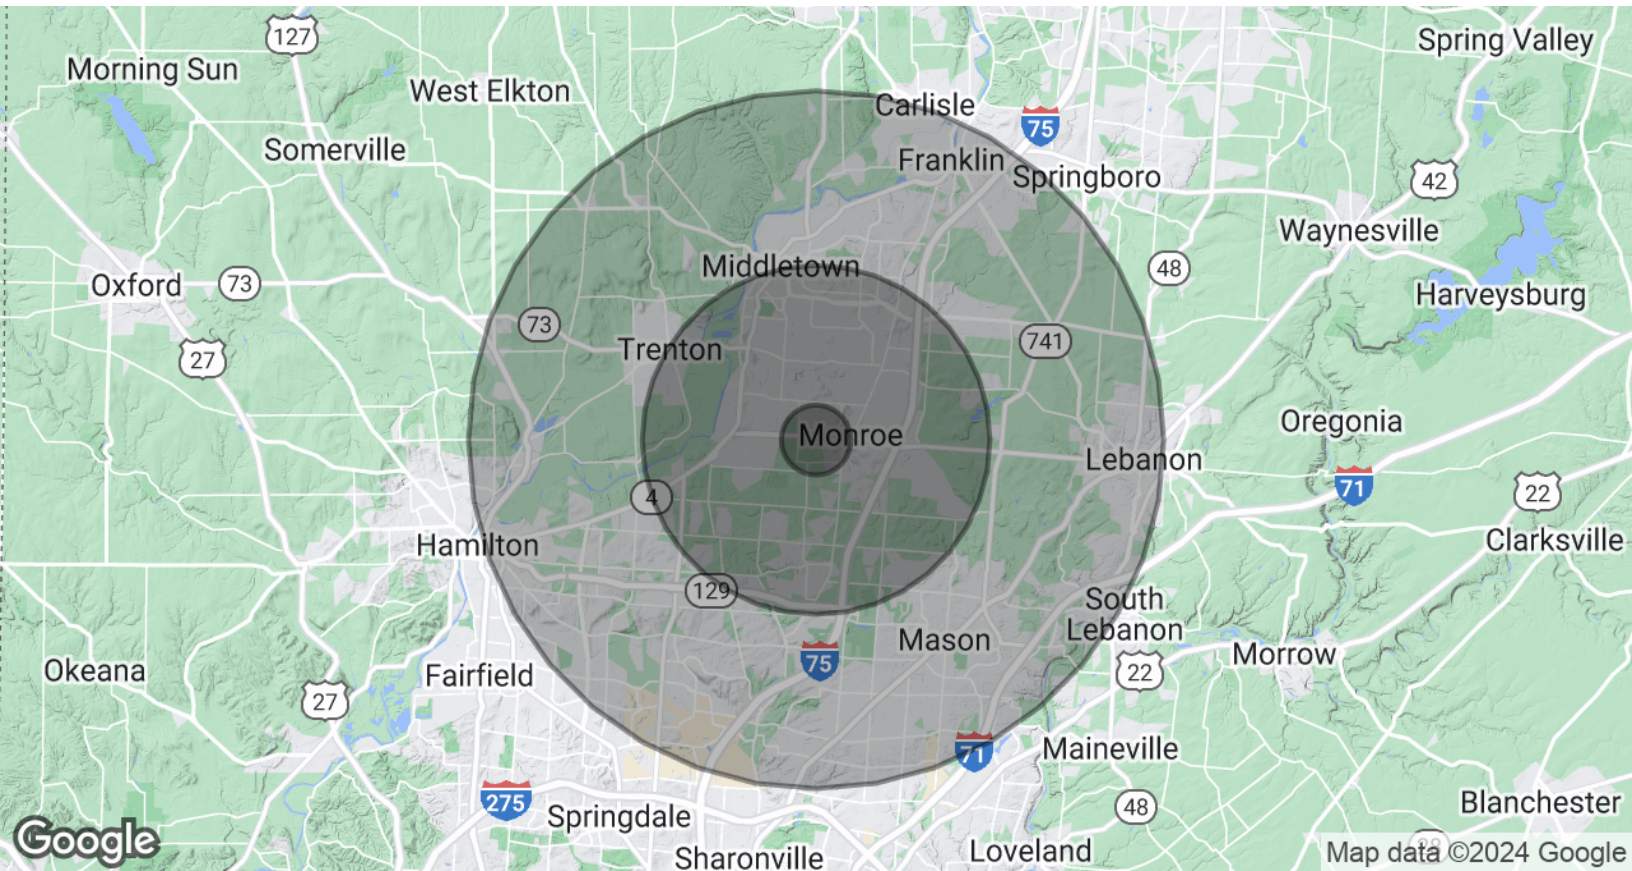 127
Spring Valley
Morning Sun
West Elkton
Carlisle
75
Somerville
Franklin
Springboro
42
Waynesville
Middletown
48
Oxford
73
Harveysburg
73
741
Trenton
27
Oregonia
Monroe
Lebanon
71
22
4
Clarksville
Hamilton
129
South
Lebanon
Mason
Morrow
75
Okeana
Fairfield
22
27
Maineville
71
275
48
Blanchester
Springdale
Google
Loveland
Sharonville
Map data ©2024 Google